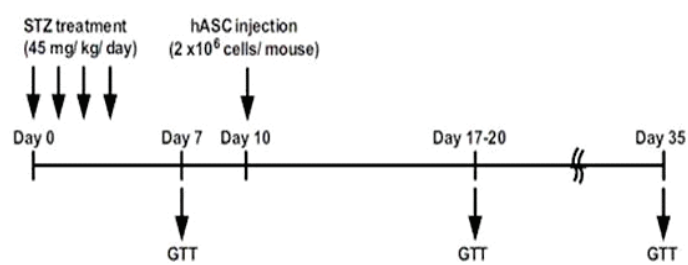 STZ treatment
(45 mg/ kg/ day)
hASC injection
(2 x10⁶ cells/ mouse)
Day 0
Day 7
Day 10
Day 17-20
Day 35
GTT
GTT
GTT